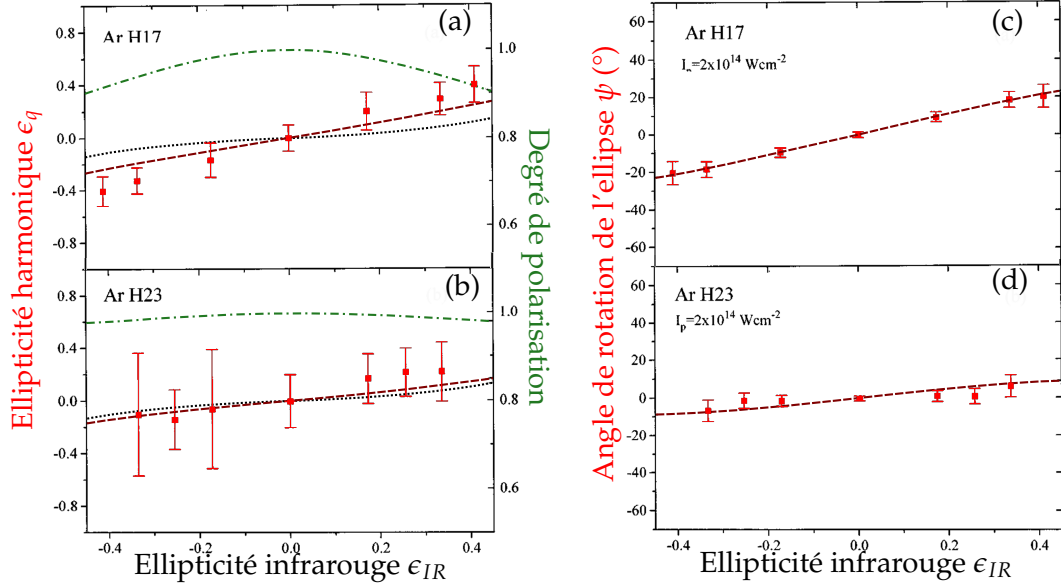 (a)
Ar H17
0.8
0.4
0.0
-0.4
-0.8
1.0
0.8
0.6
(b)
Ar H23
0.8
0.4
0.0
-0.4
-0.8
1.0
0.8
0.6
-0.4
-0.2
0.0
0.2
0.4
Ellipticité harmonique ϵq
Degré de polarisation
Ellipticité infrarouge ϵIR
(c)
Ar H17
60
40
20
0
-20
-40
-60
(d)
Ar H23
Ip=2x10^14 Wcm^-2
60
40
20
0
-20
-40
-60
-0.4
-0.2
0.0
0.2
0.4
Angle de rotation de l'ellipse ψ (°)
Ellipticité infrarouge ϵIR